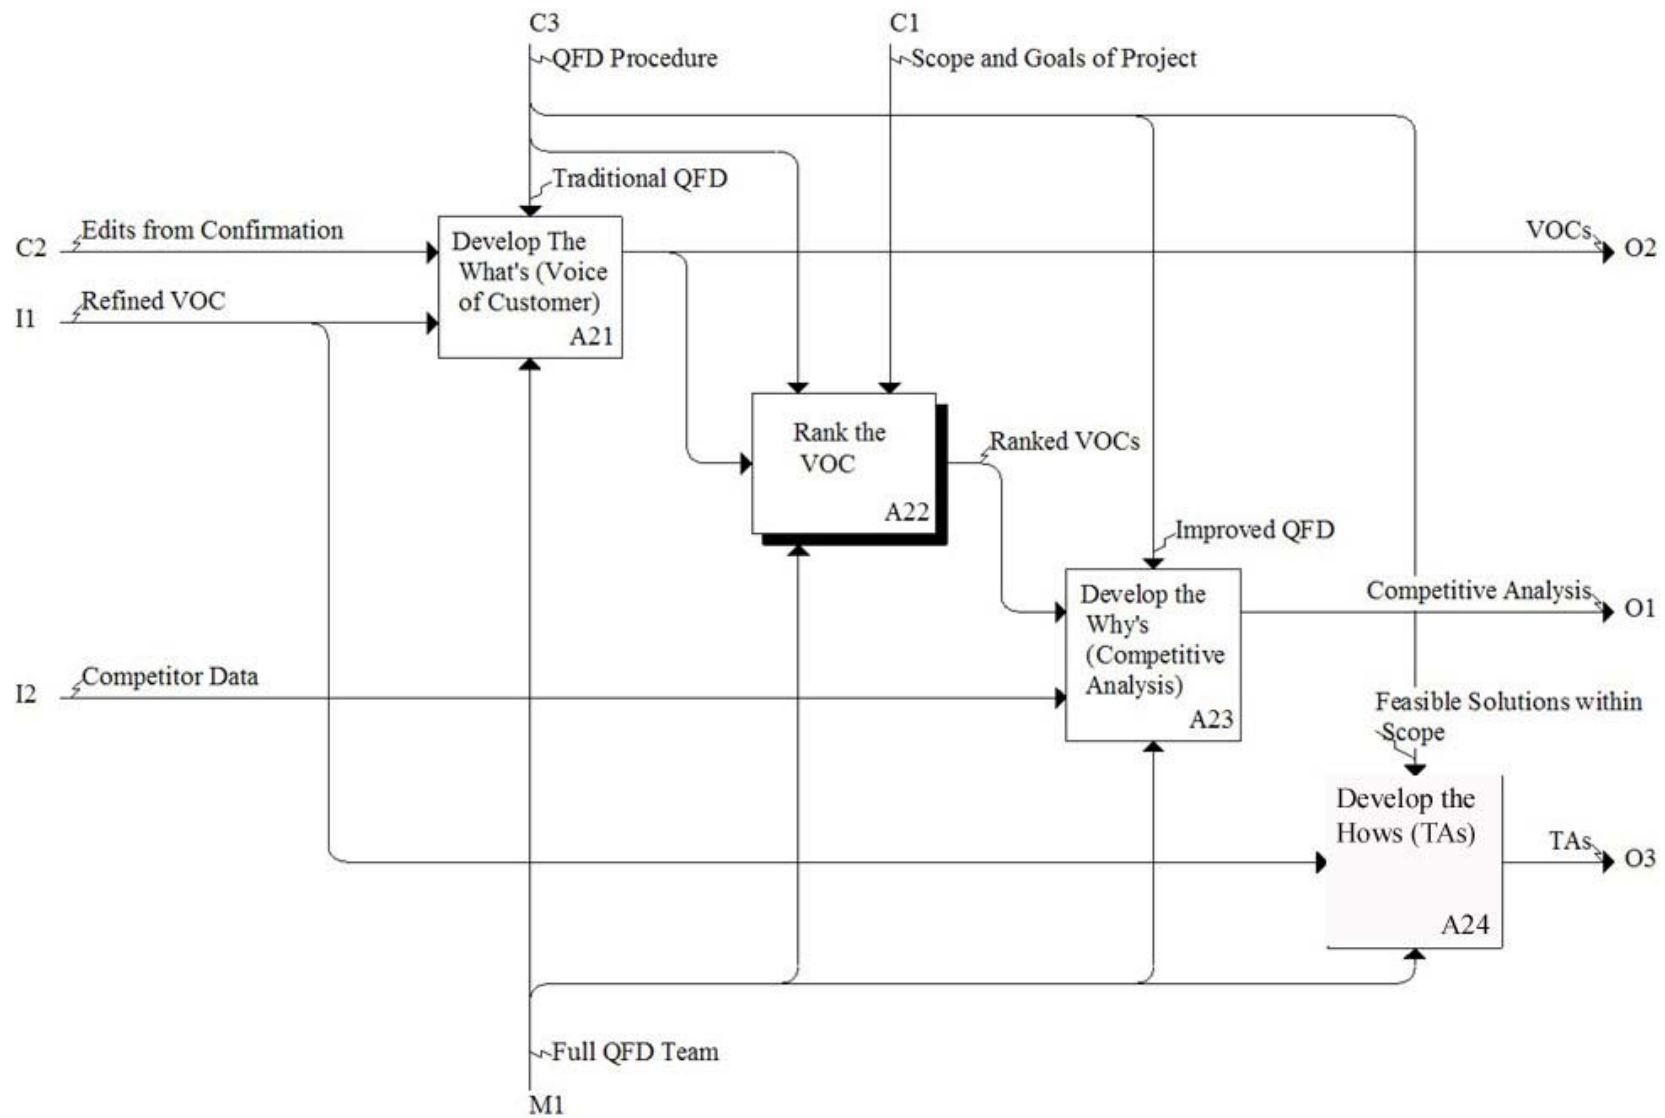 C3
C1
QFD Procedure
Scope and Goals of Project
Traditional QFD
Edits from Confirmation
C2
VOCs
O2
Develop The
What's (Voice
of Customer)
A21
Refined VOC
I1
Rank the
VOC
A22
Ranked VOCs
Improved QFD
Develop the
Why's
(Competitive
Analysis)
A23
Competitive Analysis
O1
Competitor Data
I2
Feasible Solutions within
Scope
Develop the
Hows (TAs)
A24
TAs
O3
Full QFD Team
M1